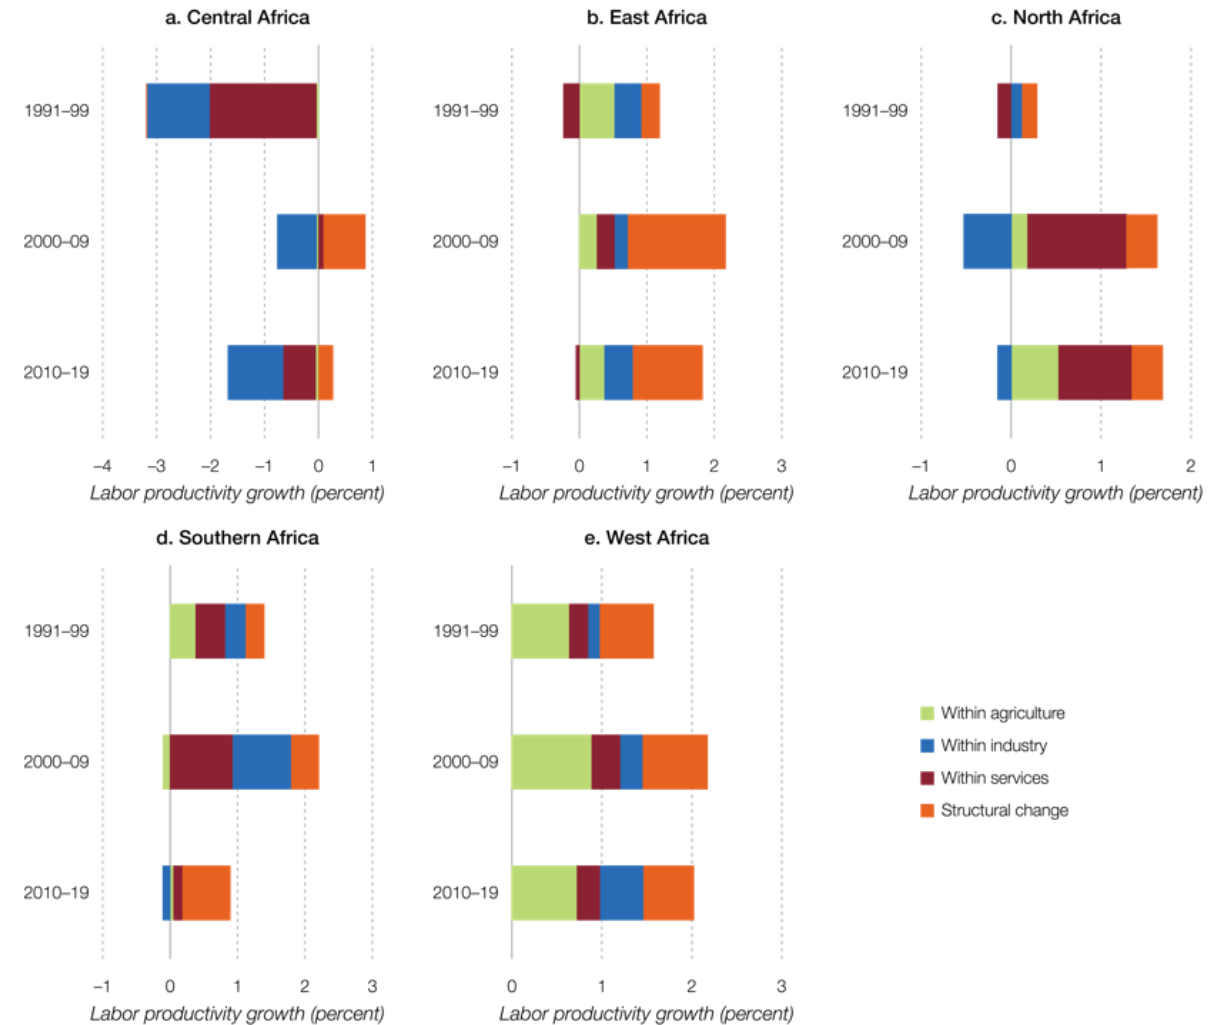 a. Central Africa
b. East Africa
c. North Africa
1991–99
1991–99
1991–99
2000–09
2000–09
2000–09
2010–19
2010–19
2010–19
−4 −3 −2 −1 0 1
−1 0 1 2 3
−1 0 1 2
Labor productivity growth (percent)
Labor productivity growth (percent)
Labor productivity growth (percent)
d. Southern Africa
e. West Africa
1991–99
1991–99
2000–09
2000–09
2010–19
2010–19
−1 0 1 2 3
0 1 2 3
Labor productivity growth (percent)
Labor productivity growth (percent)
Within agriculture
Within industry
Within services
Structural change